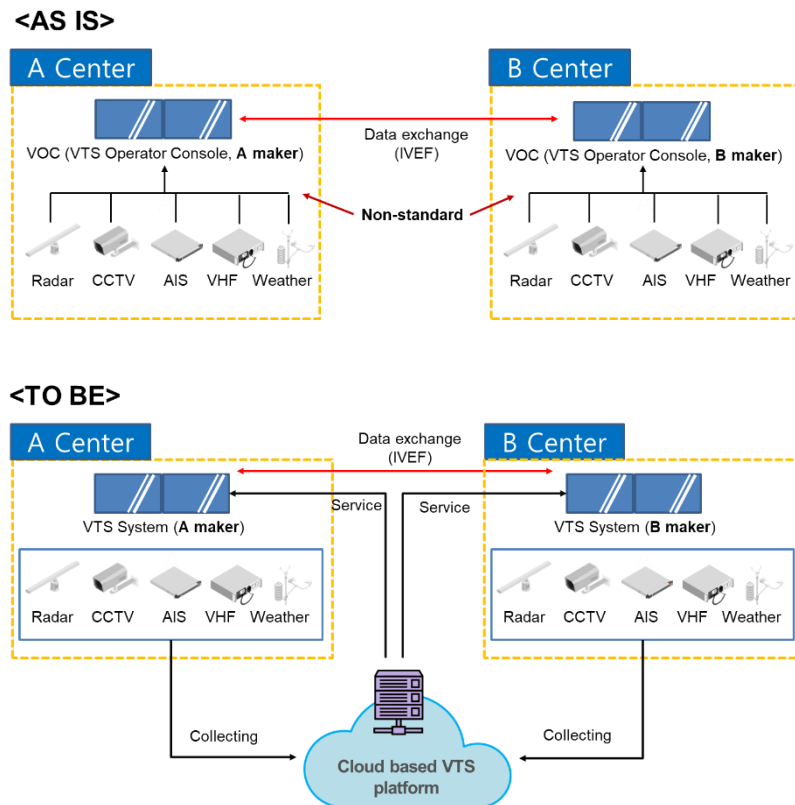 <AS IS>
A Center
B Center
Data exchange
(IVEF)
VOC (VTS Operator Console, A maker)
VOC (VTS Operator Console, B maker)
Non-standard
Radar CCTV AIS VHF Weather
Radar CCTV AIS VHF Weather
<TO BE>
A Center
B Center
Data exchange
(IVEF)
Service
Service
VTS System (A maker)
VTS System (B maker)
Radar CCTV AIS VHF Weather
Radar CCTV AIS VHF Weather
Collecting
Collecting
Cloud based VTS
platform